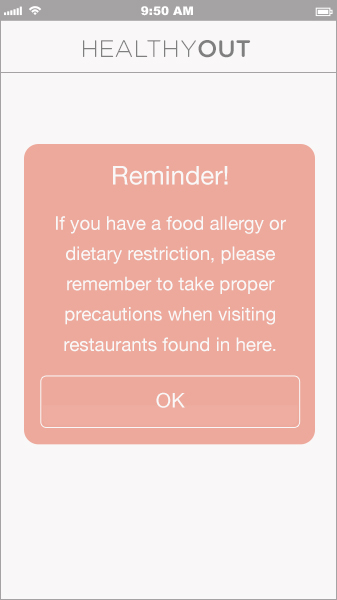 9:50 AM
HEALTHYOUT
Reminder!
If you have a food allergy or
dietary restriction, please
remember to take proper
precautions when visiting
restaurants found in here.
OK